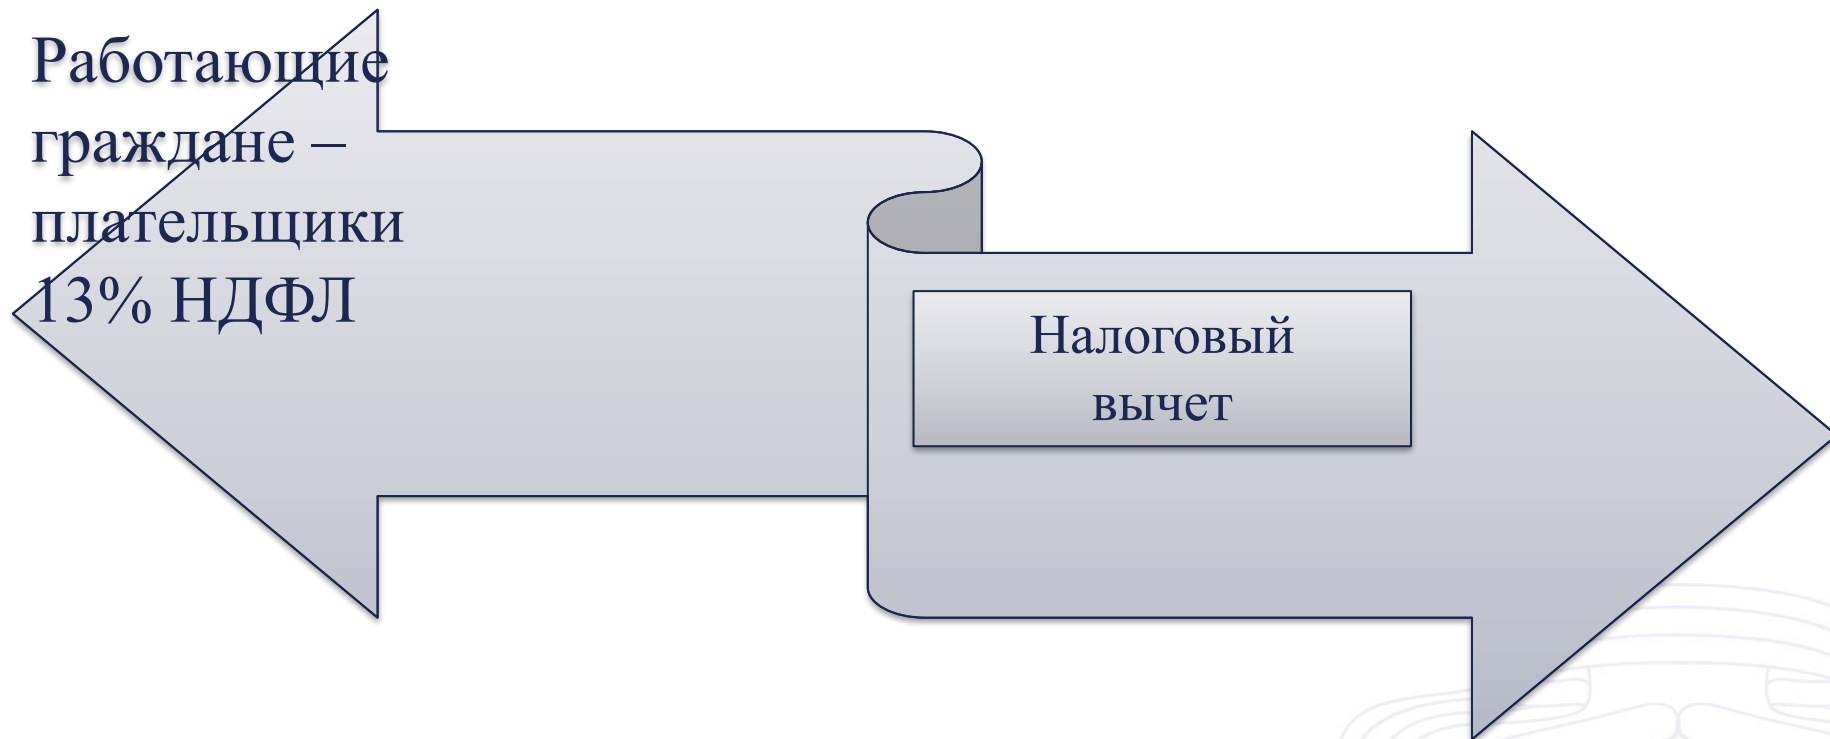 Работающие
граждане –
плательщики
13% НДФЛ
Налоговый
вычет